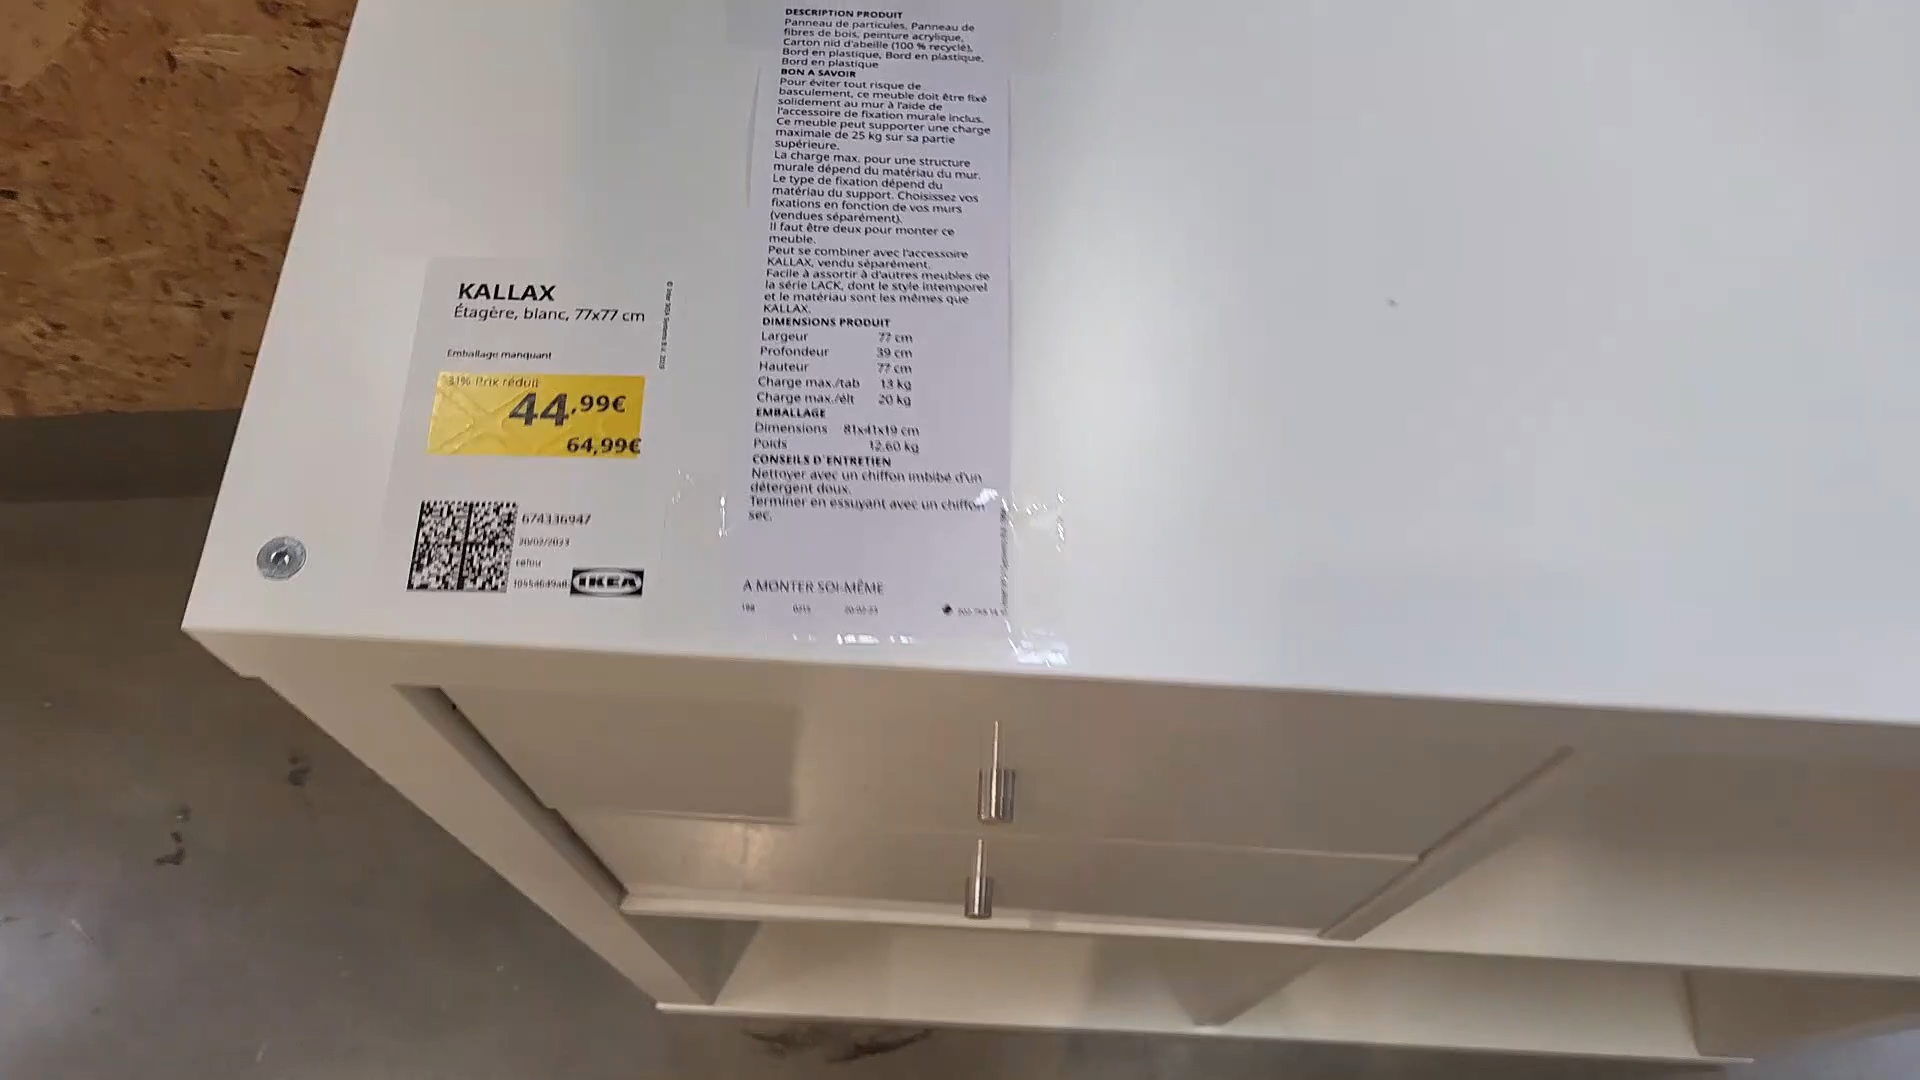 DESCRIPTION PRODUIT
Panneau de particules, Panneau de
fibres de bois, peinture acrylique,
Carton nid d'abeille (100 % recyclé),
Bord en plastique, Bord en plastique,
Bord en plastique
BON A SAVOIR
Pour éviter tout risque de
basculement, ce meuble doit être fixé
solidement au mur à l'aide de
l'accessoire de fixation murale inclus.
Ce meuble peut supporter une charge
maximale de 25 kg sur sa partie
supérieure.
La charge max. pour une structure
murale dépend du matériau du mur.
Le type de fixation dépend du
matériau du support. Choisissez vos
fixations en fonction de vos murs
(vendues séparément).
Il faut être deux pour monter ce
meuble.
Peut se combiner avec l'accessoire
KALLAX, vendu séparément.
Facile à assortir à d'autres meubles de
la série LACK, dont le style intemporel
et le matériau sont les mêmes que
KALLAX.
DIMENSIONS PRODUIT
Largeur 77 cm
Profondeur 39 cm
Hauteur 77 cm
Charge max./tab 13 kg
Charge max./élt 20 kg
EMBALLAGE
Dimensions 81x41x19 cm
Poids 12,60 kg
CONSEILS D'ENTRETIEN
Nettoyer avec un chiffon imbibé d'un
détergent doux.
Terminer en essuyant avec un chiffon
sec.
A MONTER SOI-MÊME
KALLAX
Étagère, blanc, 77x77 cm
Emballage manquant
31% Prix réduit
44,99€
64,99€
674336947
20/02/2023
IKEA